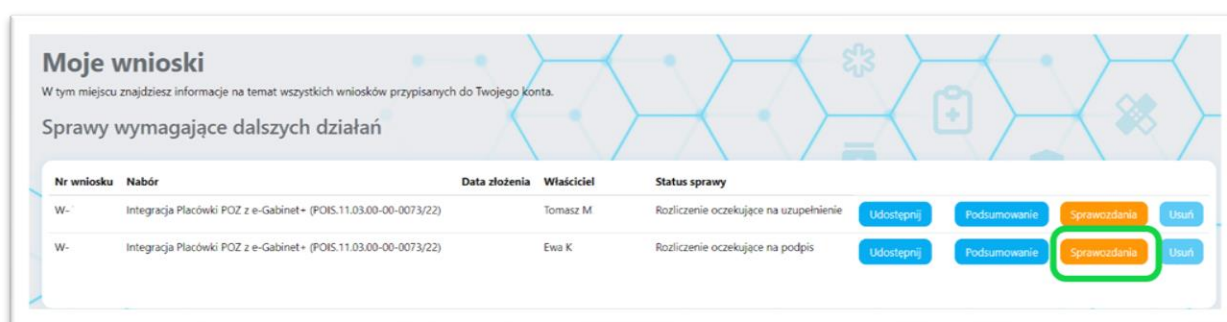 Moje wnioski
W tym miejscu znajdziesz informacje na temat wszystkich wniosków przypisanych do Twojego konta.
Sprawy wymagające dalszych działań
Nr wniosku Nabór Data złożenia Właściciel Status sprawy
W- Integracja Placówki POZ z e-Gabinet+ (POIS.11.03.00-00-0073/22) Tomasz M Rozliczenie oczekujące na uzupełnienie Udostępnij Podsumowanie Sprawozdania Usuń
W- Integracja Placówki POZ z e-Gabinet+ (POIS.11.03.00-00-0073/22) Ewa K Rozliczenie oczekujące na podpis Udostępnij Podsumowanie Sprawozdania Usuń